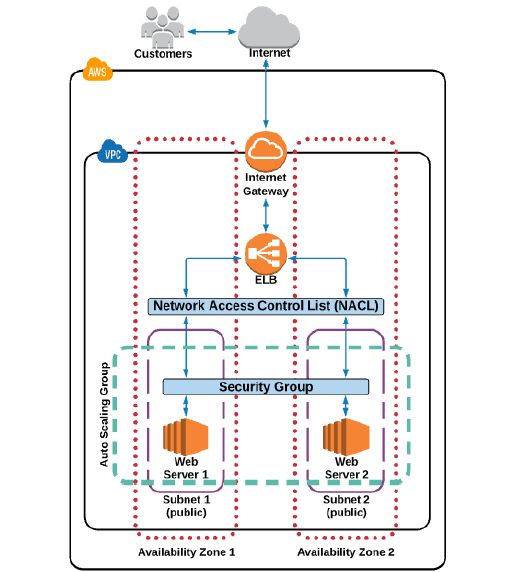 Customers
Internet
AWS
VPC
Internet
Gateway
ELB
Network Access Control List (NACL)
Auto Scaling Group
Security Group
Web
Server 1
Web
Server 2
Subnet 1
(public)
Subnet 2
(public)
Availability Zone 1
Availability Zone 2